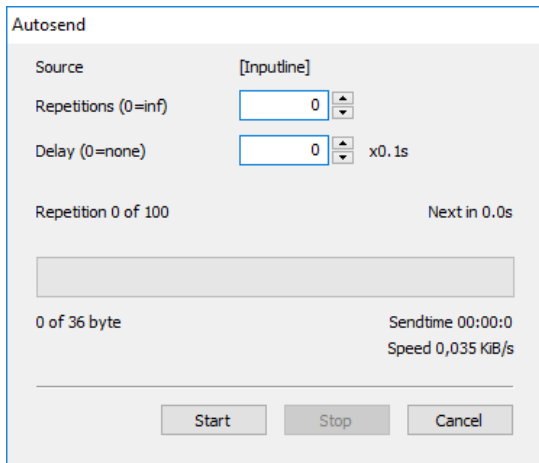 Autosend
Source [Inputline]
Repetitions (0=inf) 0
Delay (0=none) 0 x0.1s
Repetition 0 of 100 Next in 0.0s
0 of 36 byte Sendtime 00:00:0
Speed 0,035 KiB/s
Start Stop Cancel